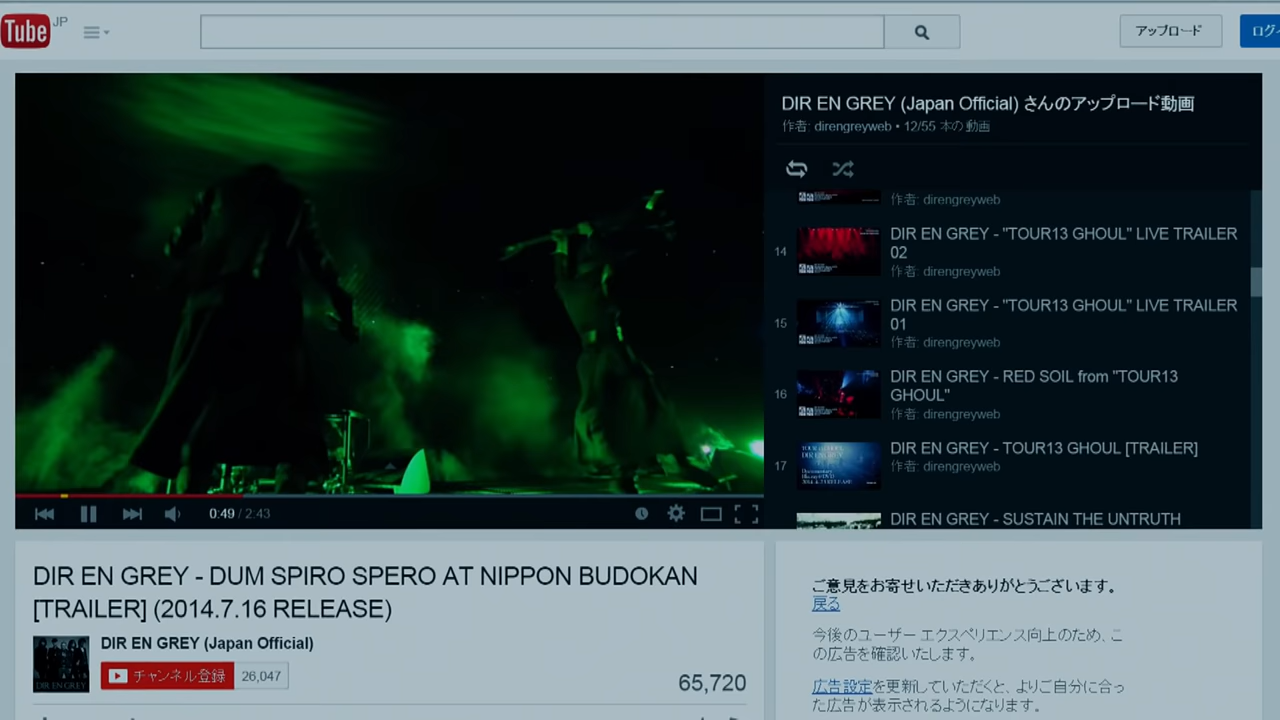 Tube JP
アップロード
ログイ
DIR EN GREY (Japan Official) さんのアップロード動画
作者: direngreyweb • 12/55 本の動画
作者: direngreyweb
14
DIR EN GREY - "TOUR13 GHOUL" LIVE TRAILER
02
作者: direngreyweb
15
DIR EN GREY - "TOUR13 GHOUL" LIVE TRAILER
01
作者: direngreyweb
16
DIR EN GREY - RED SOIL from "TOUR13
GHOUL"
作者: direngreyweb
17
DIR EN GREY - TOUR13 GHOUL [TRAILER]
作者: direngreyweb
DIR EN GREY - SUSTAIN THE UNTRUTH
0:49 / 2:43
DIR EN GREY - DUM SPIRO SPERO AT NIPPON BUDOKAN
[TRAILER] (2014.7.16 RELEASE)
DIR EN GREY (Japan Official)
チャンネル登録 26,047
DIR EN GREY
65,720
ご意見をお寄せいただきありがとうございます。
戻る
今後のユーザー エクスペリエンス向上のため、こ
の広告を確認いたします。
広告設定を更新していただくと、よりご自分に合っ
た広告が表示されるようになります。